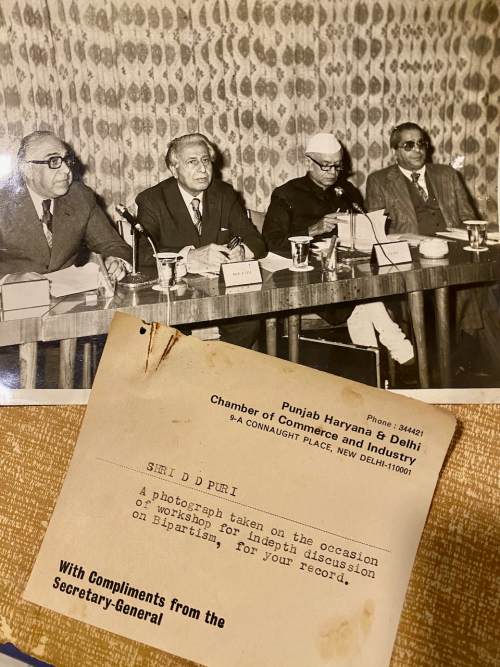 Phone : 344421
Punjab Haryana & Delhi
Chamber of Commerce and Industry
9-A CONNAUGHT PLACE, NEW DELHI-110001
SHRI D D PURI
A photograph taken on the occasion
of workshop for indepth discussion
on Bipartism, for your record.
With Compliments from the
Secretary-General